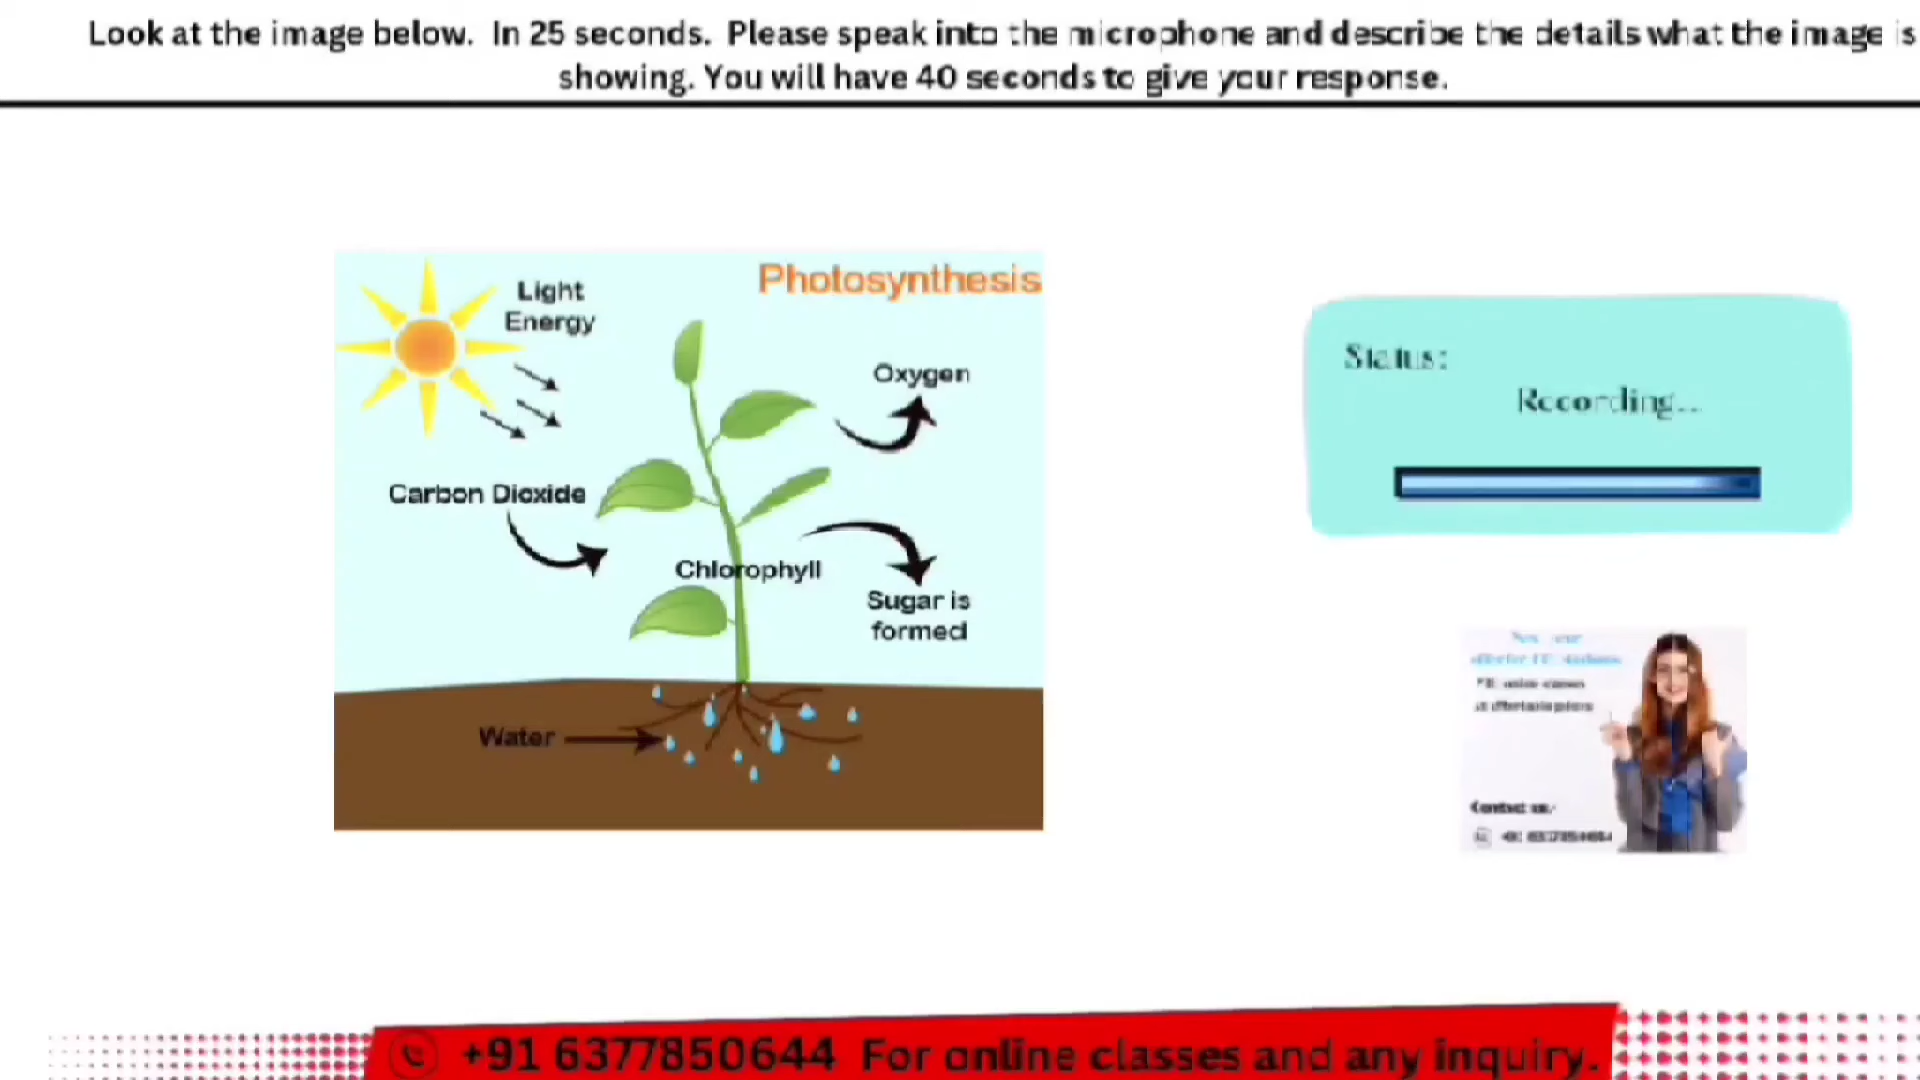 Look at the image below. In 25 seconds. Please speak into the microphone and describe the details what the image is
showing. You will have 40 seconds to give your response.
Photosynthesis
Light
Energy
Oxygen
Carbon Dioxide
Chlorophyll
Sugar is
formed
Water
Status:
Recording...
Contact us:-
+91 6377850644 For online classes and any inquiry.